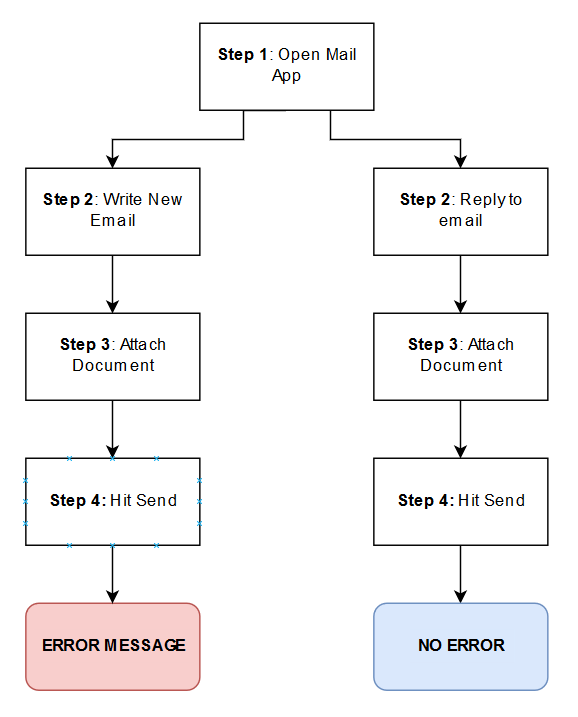 Step 1: Open Mail
App
Step 2: Write New
Email
Step 2: Reply to
email
Step 3: Attach
Document
Step 3: Attach
Document
Step 4: Hit Send
Step 4: Hit Send
ERROR MESSAGE
NO ERROR